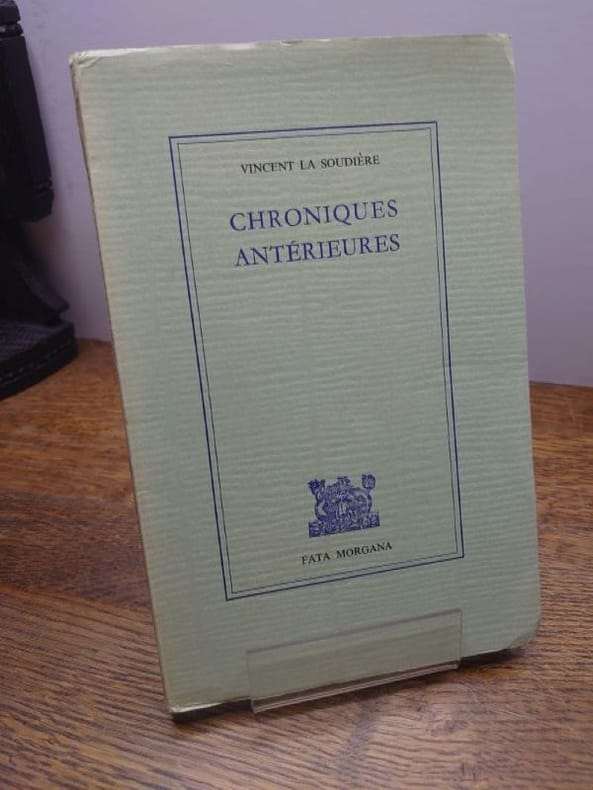 VINCENT LA SOUDIÈRE
CHRONIQUES
ANTÉRIEURES
FATA MORGANA